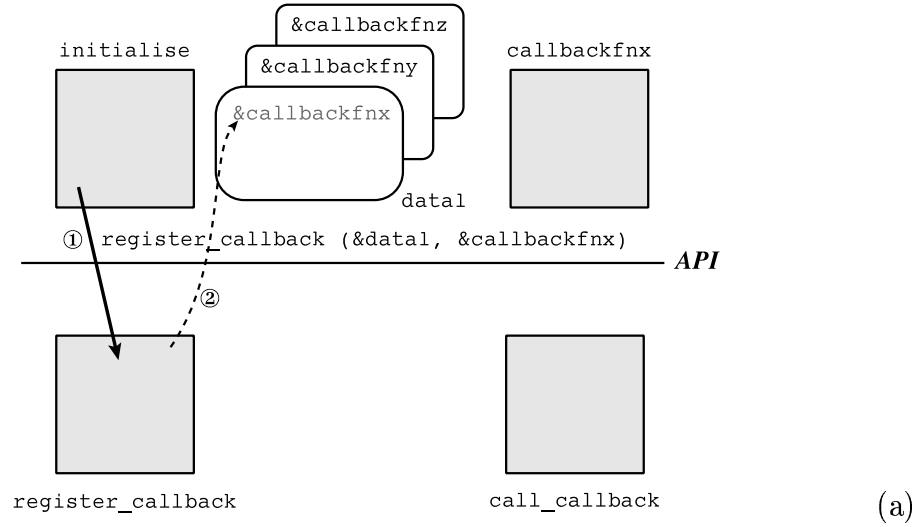 &callbackfnz
initialise
callbackfnx
&callbackfny
&callbackfnx
data1
① register_callback (&data1, &callbackfnx)
API
②
register_callback
call_callback
(a)